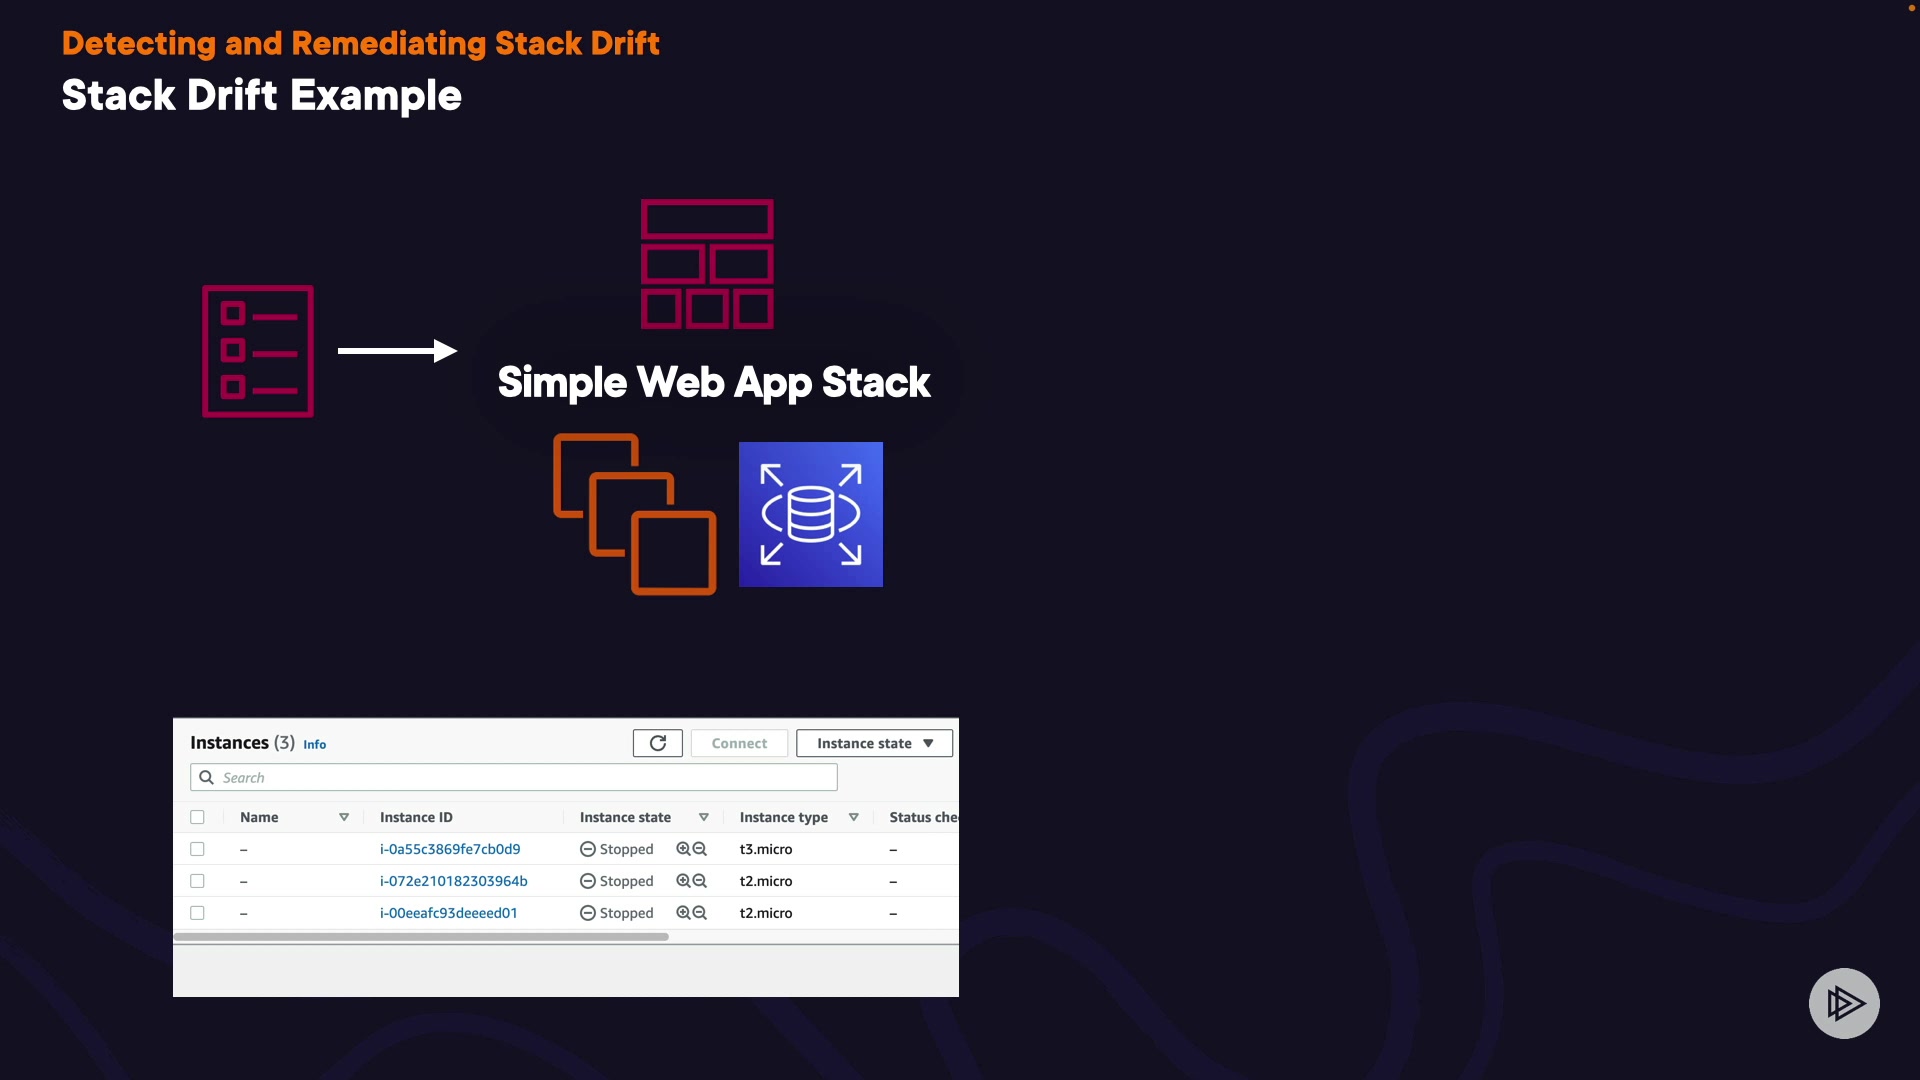 Detecting and Remediating Stack Drift
Stack Drift Example
Simple Web App Stack
Instances (3) Info
Connect
Instance state
Search
Name Instance ID Instance state Instance type Status che
– i-0a55c3869fe7cb0d9 Stopped t3.micro –
– i-072e210182303964b Stopped t2.micro –
– i-00eeafc93deeeed01 Stopped t2.micro –